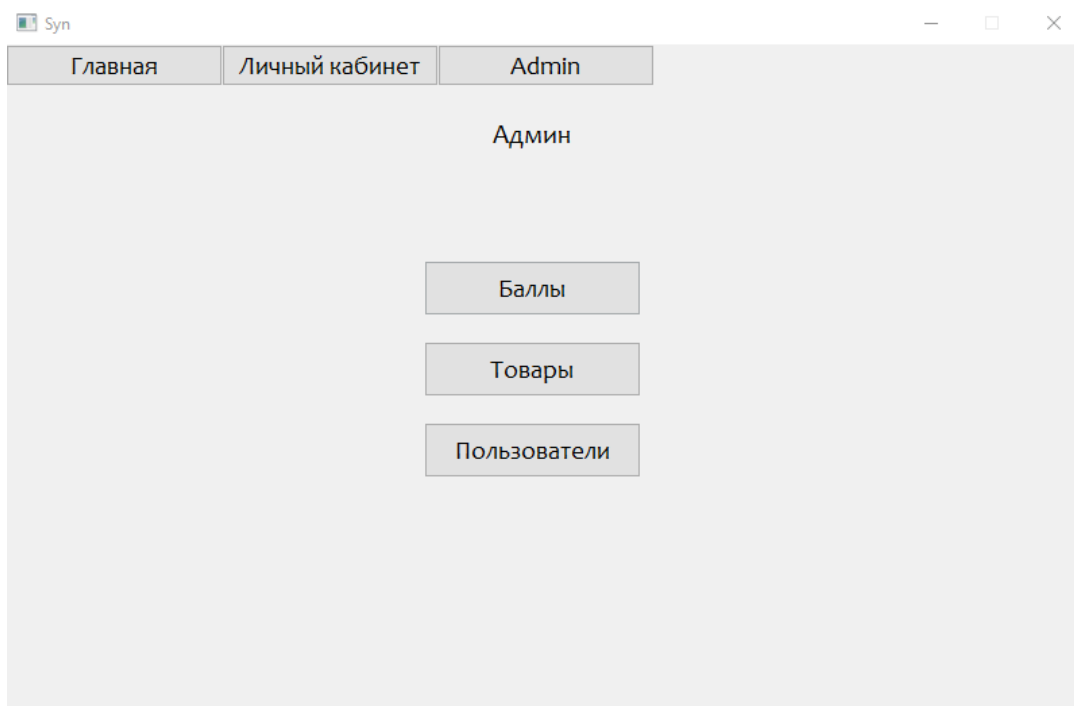 Syn
Главная Личный кабинет Admin
Админ
Баллы
Товары
Пользователи